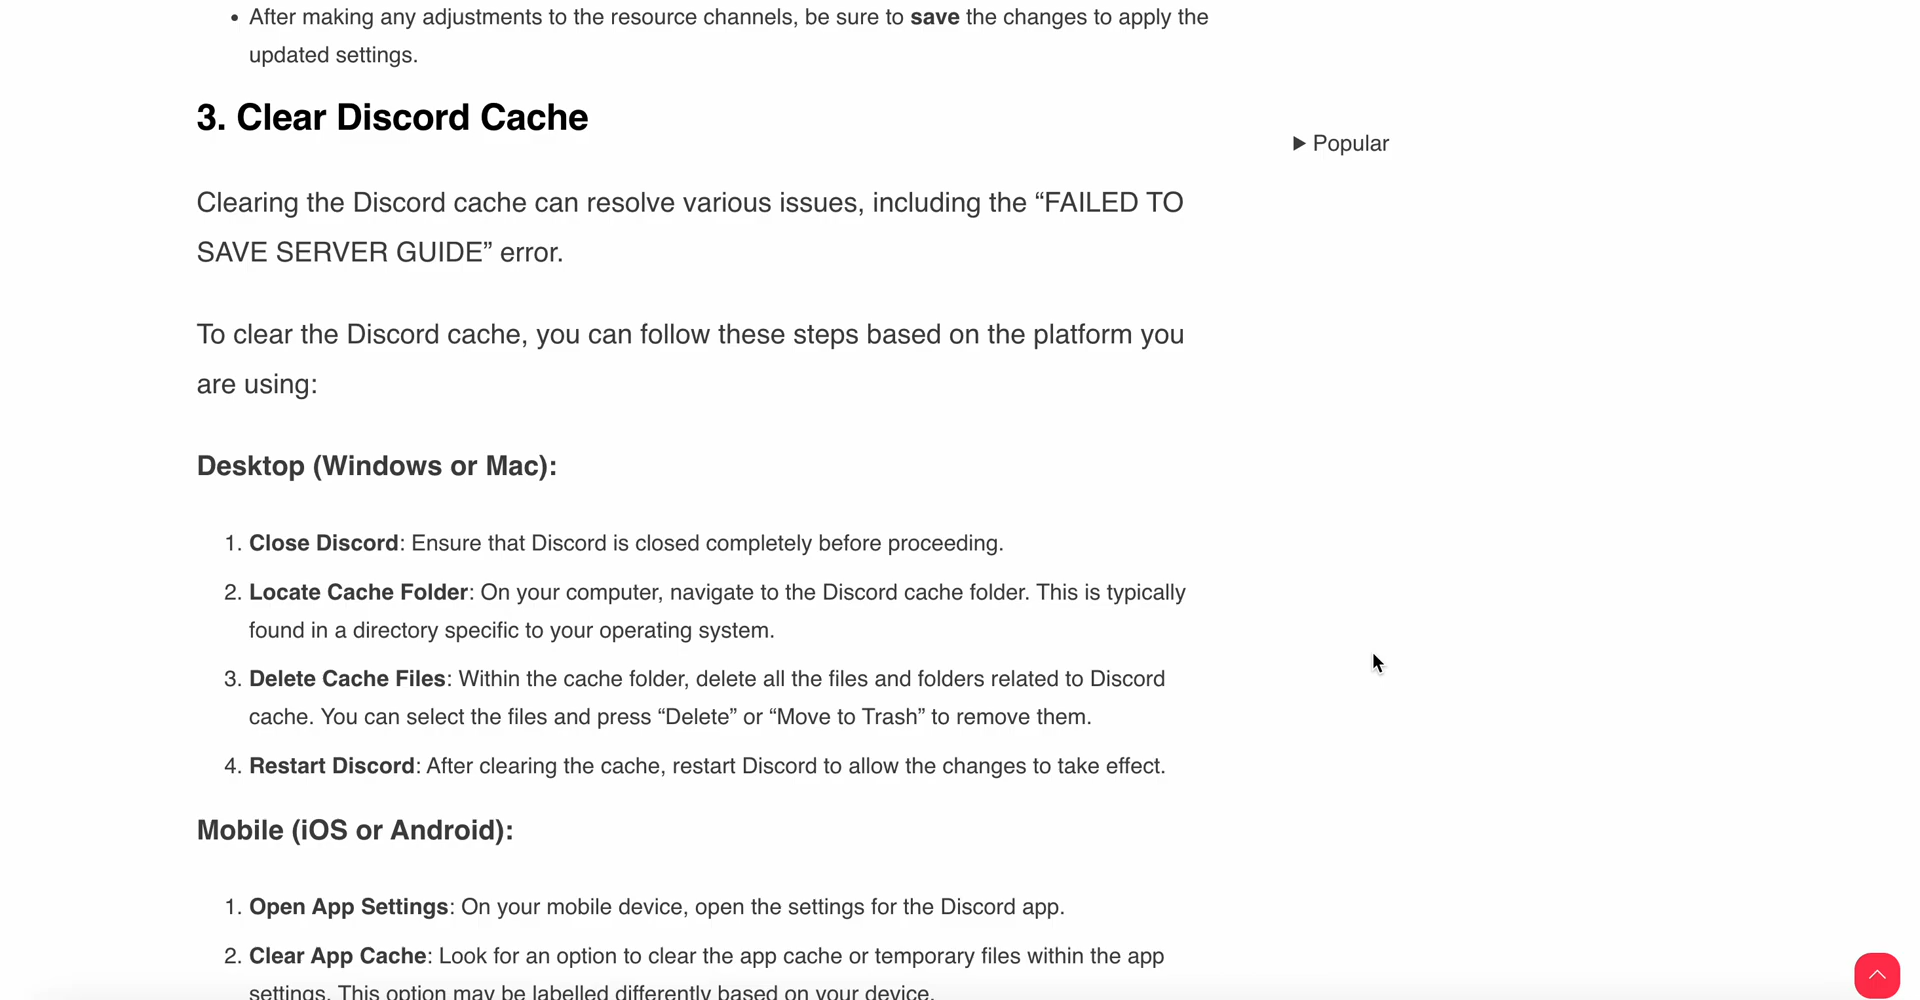 • After making any adjustments to the resource channels, be sure to save the changes to apply the
updated settings.
3. Clear Discord Cache
▶ Popular
Clearing the Discord cache can resolve various issues, including the “FAILED TO
SAVE SERVER GUIDE” error.
To clear the Discord cache, you can follow these steps based on the platform you
are using:
Desktop (Windows or Mac):
1. Close Discord: Ensure that Discord is closed completely before proceeding.
2. Locate Cache Folder: On your computer, navigate to the Discord cache folder. This is typically
found in a directory specific to your operating system.
3. Delete Cache Files: Within the cache folder, delete all the files and folders related to Discord
cache. You can select the files and press “Delete” or “Move to Trash” to remove them.
4. Restart Discord: After clearing the cache, restart Discord to allow the changes to take effect.
Mobile (iOS or Android):
1. Open App Settings: On your mobile device, open the settings for the Discord app.
2. Clear App Cache: Look for an option to clear the app cache or temporary files within the app
settings. This option may be labelled differently based on your device.